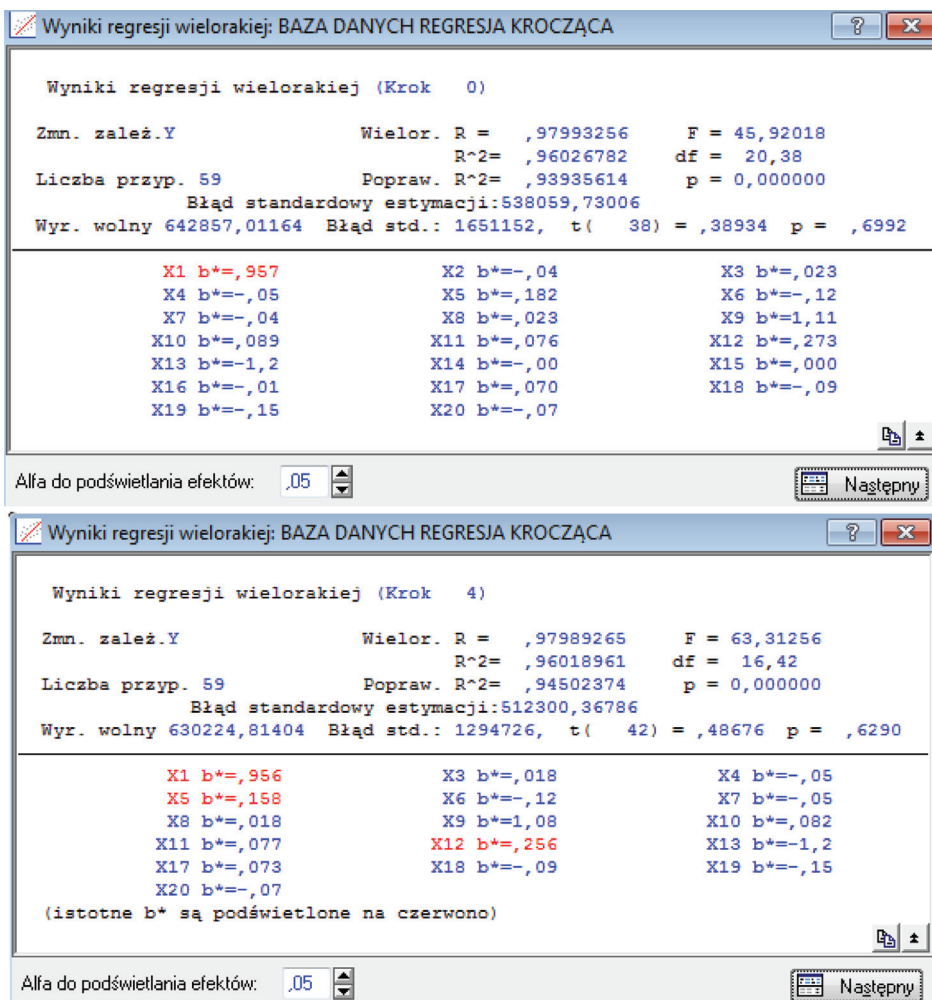 Wyniki regresji wielorakiej: BAZA DANYCH REGRESJA KROCZĄCA
Wyniki regresji wielorakiej (Krok 0)
Zmn. zależ.Y Wielor. R = ,97993256 F = 45,92018
R^2= ,96026782 df = 20,38
Liczba przyp. 59 Popraw. R^2= ,93935614 p = 0,000000
Błąd standardowy estymacji:538059,73006
Wyr. wolny 642857,01164 Błąd std.: 1651152, t( 38) = ,38934 p = ,6992
X1 b*=,957 X2 b*=-,04 X3 b*=,023
X4 b*=-,05 X5 b*=,182 X6 b*=-,12
X7 b*=-,04 X8 b*=,023 X9 b*=1,11
X10 b*=,089 X11 b*=,076 X12 b*=,273
X13 b*=-1,2 X14 b*=-,00 X15 b*=,000
X16 b*=-,01 X17 b*=,070 X18 b*=-,09
X19 b*=-,15 X20 b*=-,07
Alfa do podświetlania efektów: ,05 Następny
Wyniki regresji wielorakiej: BAZA DANYCH REGRESJA KROCZĄCA
Wyniki regresji wielorakiej (Krok 4)
Zmn. zależ.Y Wielor. R = ,97989265 F = 63,31256
R^2= ,96018961 df = 16,42
Liczba przyp. 59 Popraw. R^2= ,94502374 p = 0,000000
Błąd standardowy estymacji:512300,36786
Wyr. wolny 630224,81404 Błąd std.: 1294726, t( 42) = ,48676 p = ,6290
X1 b*=,956 X3 b*=,018 X4 b*=-,05
X5 b*=,158 X6 b*=-,12 X7 b*=-,05
X8 b*=,018 X9 b*=1,08 X10 b*=,082
X11 b*=,077 X12 b*=,256 X13 b*=-1,2
X17 b*=,073 X18 b*=-,09 X19 b*=-,15
X20 b*=-,07
(istotne b* są podświetlone na czerwono)
Alfa do podświetlania efektów: ,05 Następny